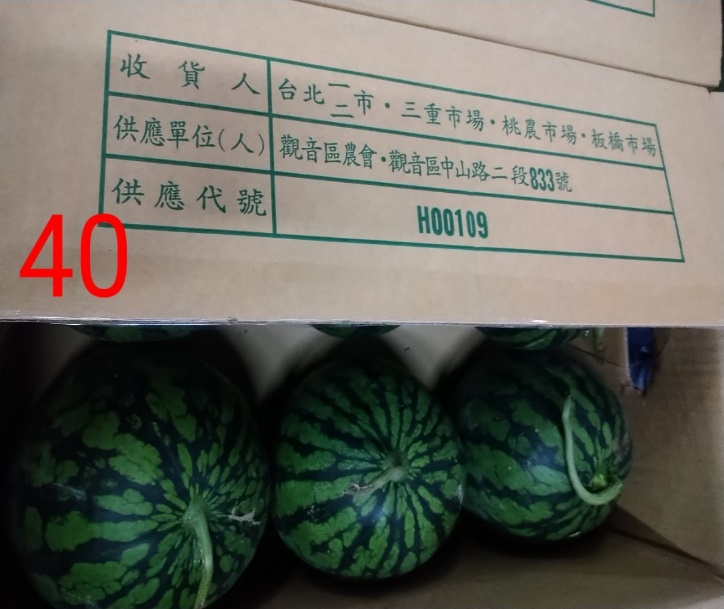 收貨人 台北一二市・三重市場・桃農市場・板橋市場
供應單位(人) 觀音區農會・觀音區中山路二段833號
供應代號 H00109
40